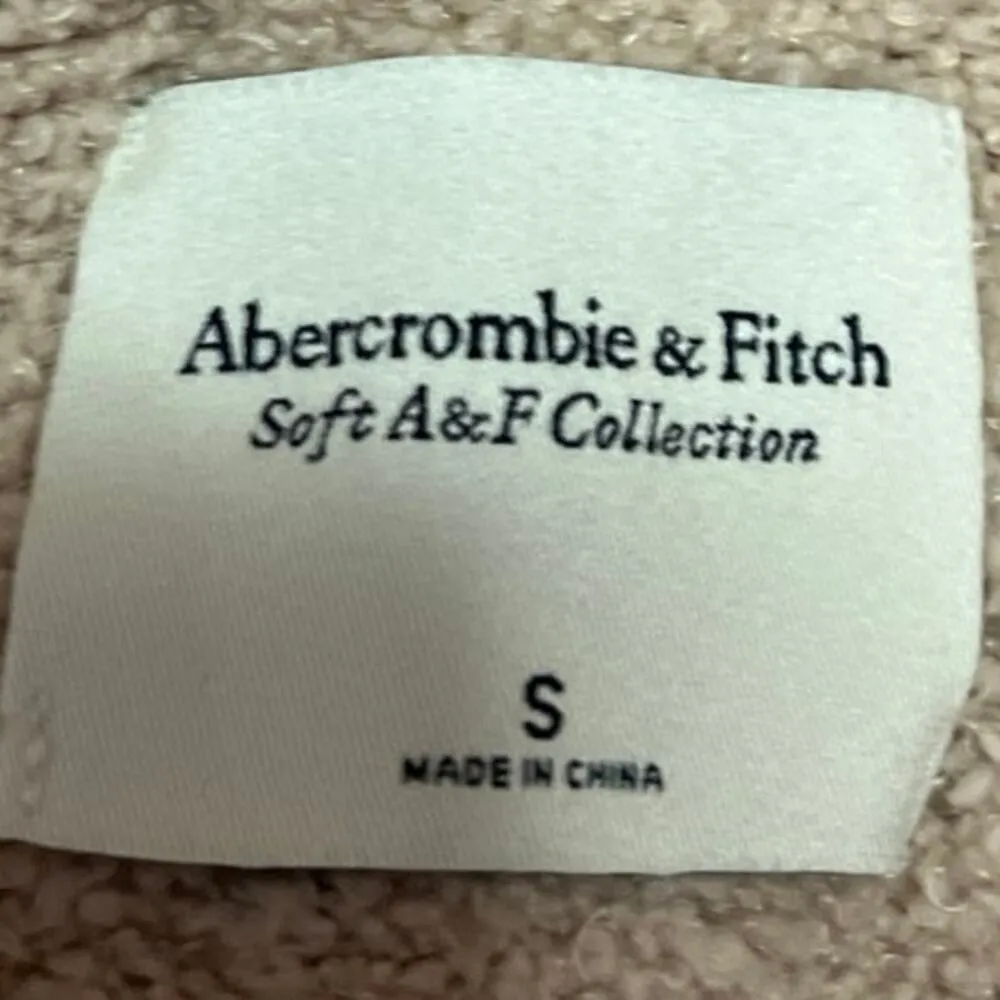 Abercrombie & Fitch
Soft A&F Collection
S
MADE IN CHINA